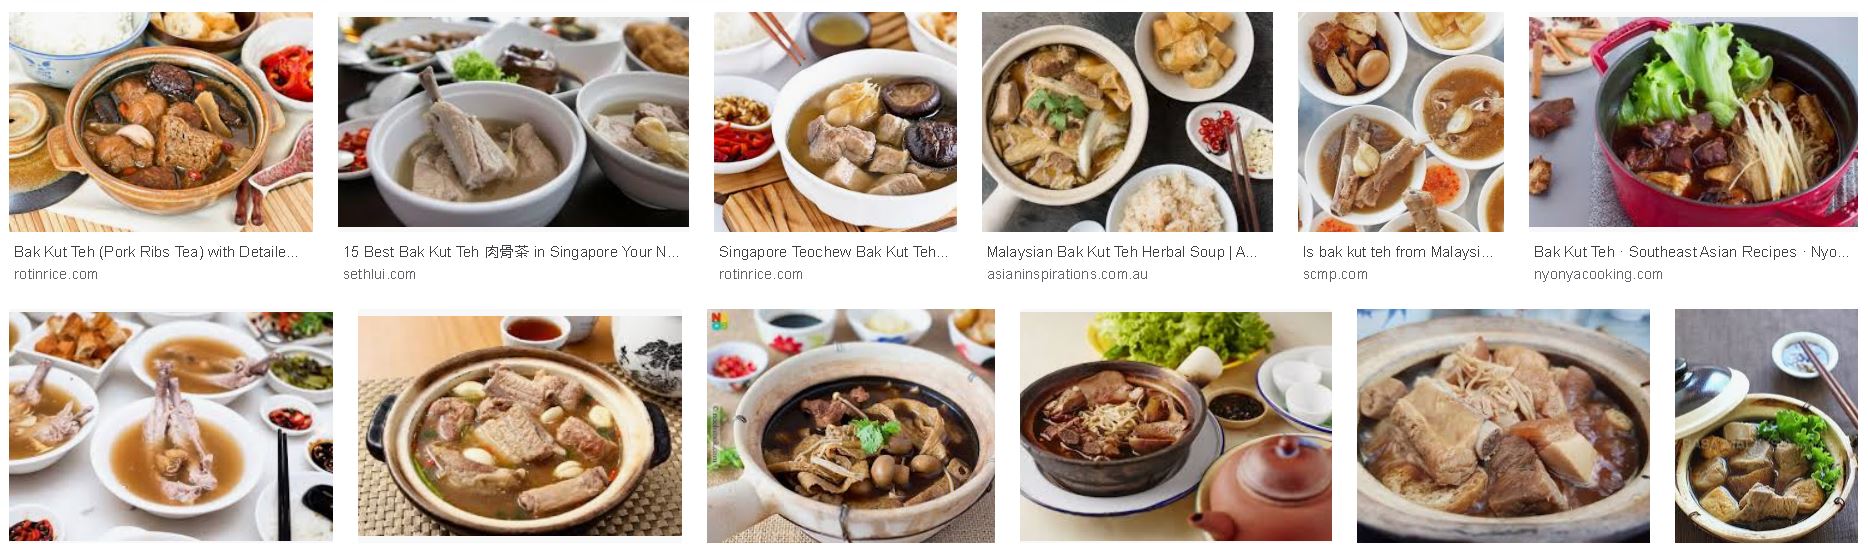 Bak Kut Teh (Pork Ribs Tea) with Detaile...
rotinrice.com
15 Best Bak Kut Teh 肉骨茶 in Singapore Your N...
sethlui.com
Singapore Teochew Bak Kut Teh...
rotinrice.com
Malaysian Bak Kut Teh Herbal Soup | A...
asianinspirations.com.au
Is bak kut teh from Malaysi...
scmp.com
Bak Kut Teh · Southeast Asian Recipes · Nyo...
nyonyacooking.com